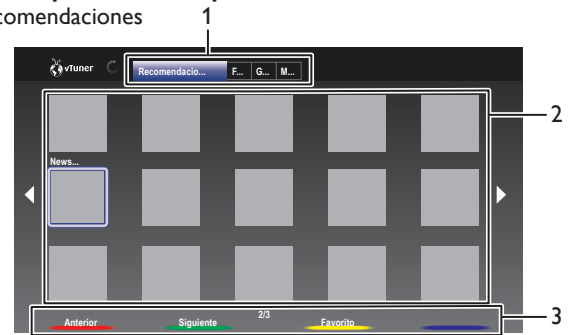 comendaciones
1
vTuner
Recomendacio... F... G... M...
2
News...
2/3
Anterior Siguiente Favorito
3